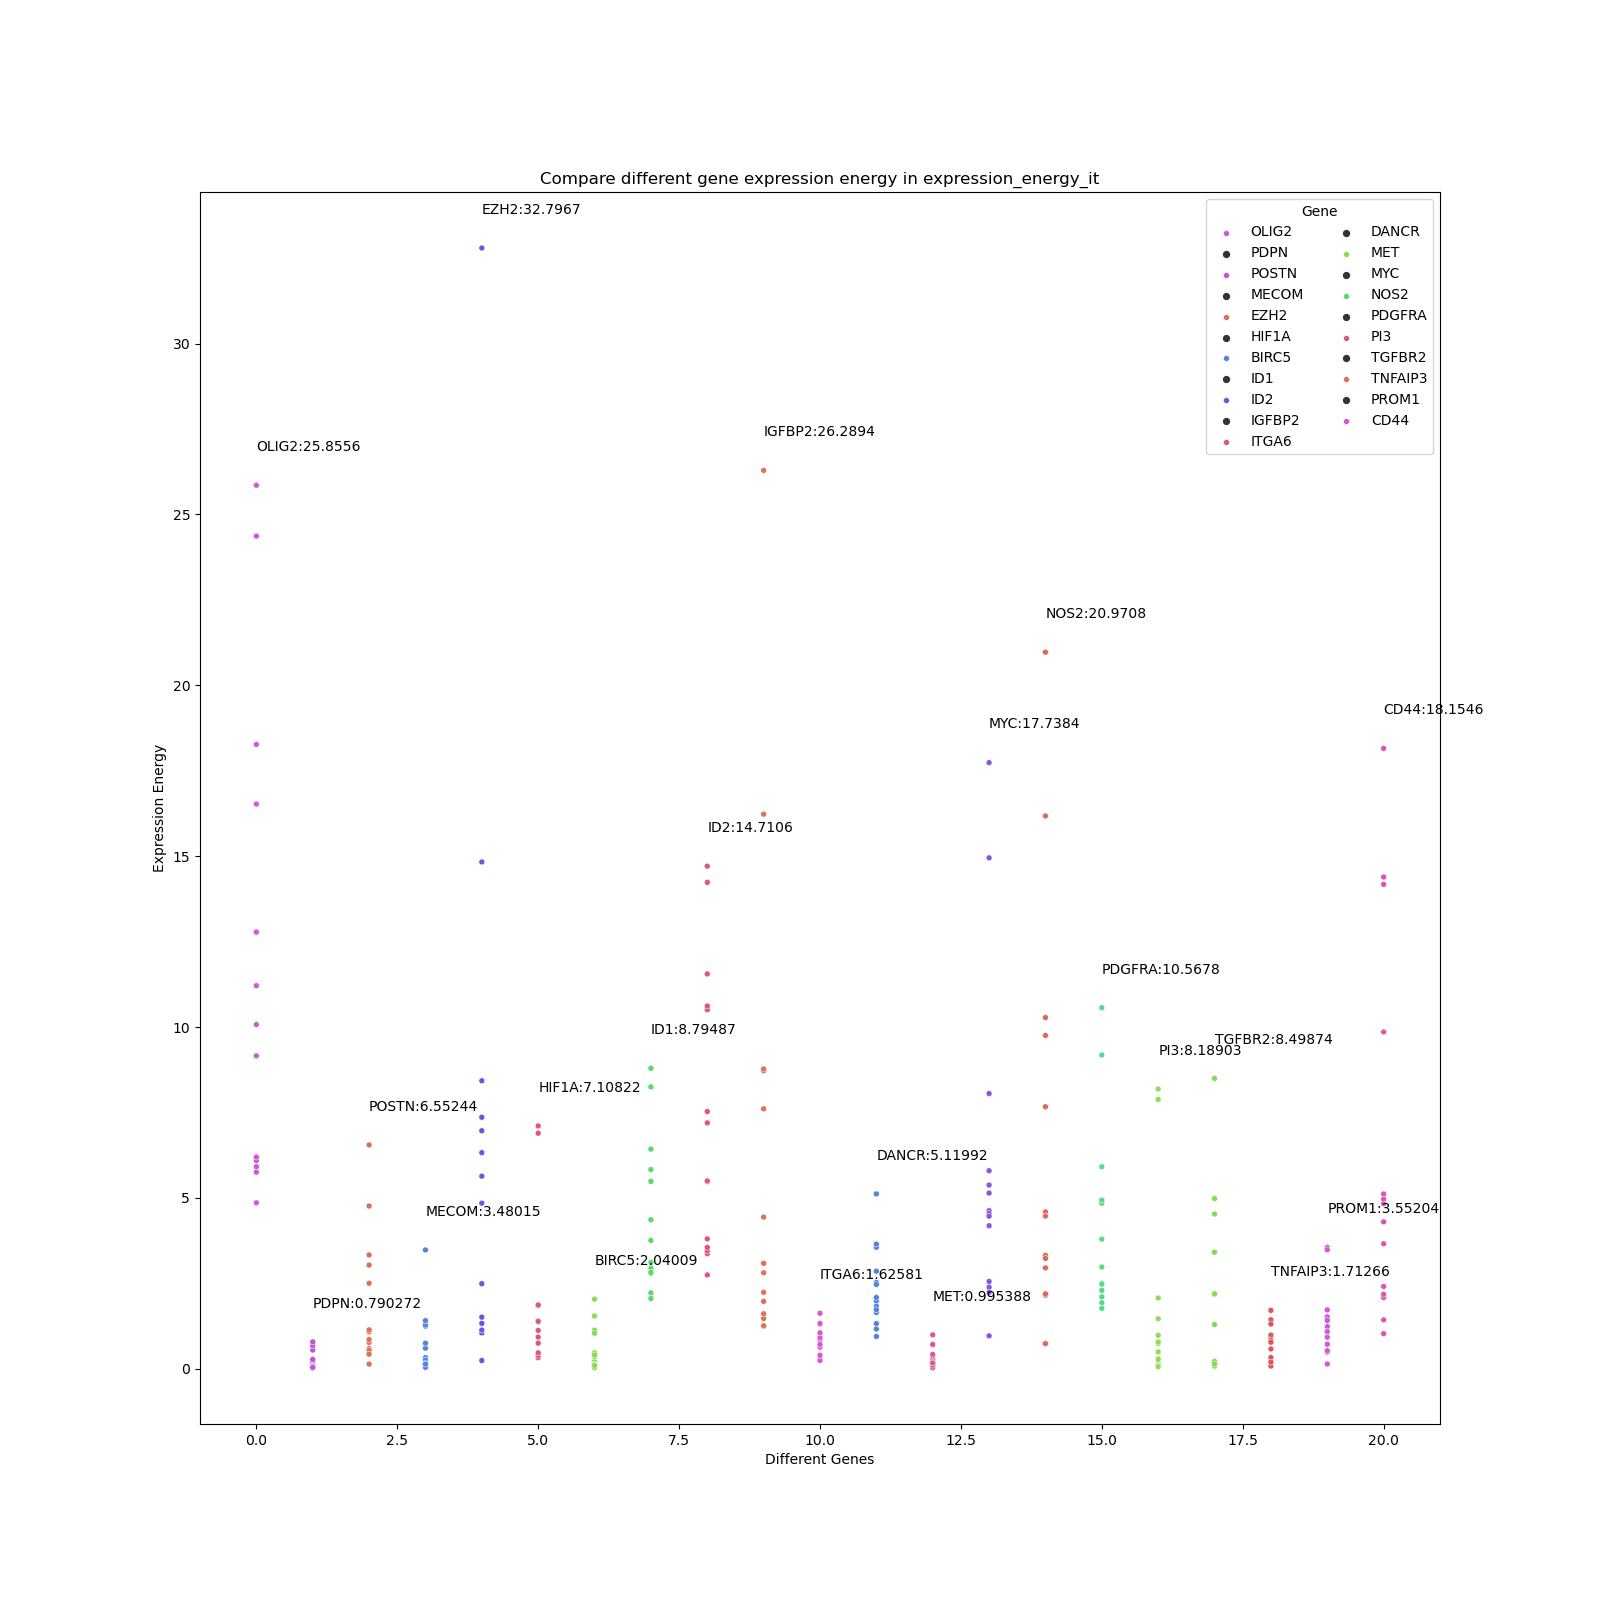 Compare different gene expression energy in expression_energy_it
Gene
OLIG2
PDPN
POSTN
MECOM
EZH2
HIF1A
BIRC5
ID1
ID2
IGFBP2
ITGA6
DANCR
MET
MYC
NOS2
PDGFRA
PI3
TGFBR2
TNFAIP3
PROM1
CD44
EZH2:32.7967
OLIG2:25.8556
IGFBP2:26.2894
NOS2:20.9708
MYC:17.7384
CD44:18.1546
ID2:14.7106
PDGFRA:10.5678
ID1:8.79487
TGFBR2:8.49874
PI3:8.18903
HIF1A:7.10822
POSTN:6.55244
DANCR:5.11992
MECOM:3.48015
PROM1:3.55204
BIRC5:2.04009
ITGA6:1.62581
TNFAIP3:1.71266
MET:0.995388
PDPN:0.790272
Expression Energy
30
25
20
15
10
5
0
0.0
2.5
5.0
7.5
10.0
12.5
15.0
17.5
20.0
Different Genes